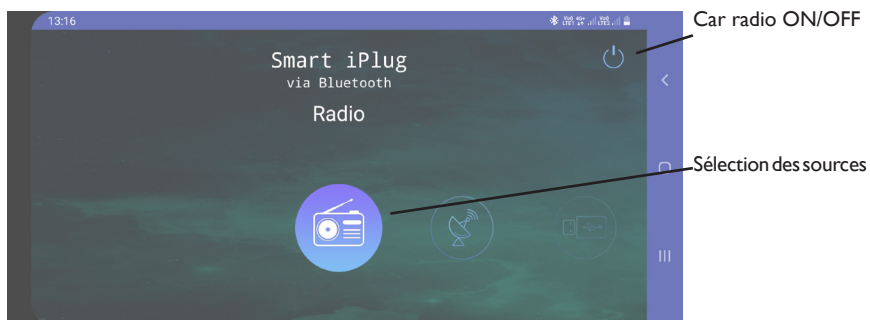 13:16
Car radio ON/OFF
Smart iPlug
via Bluetooth
Radio
Sélection des sources